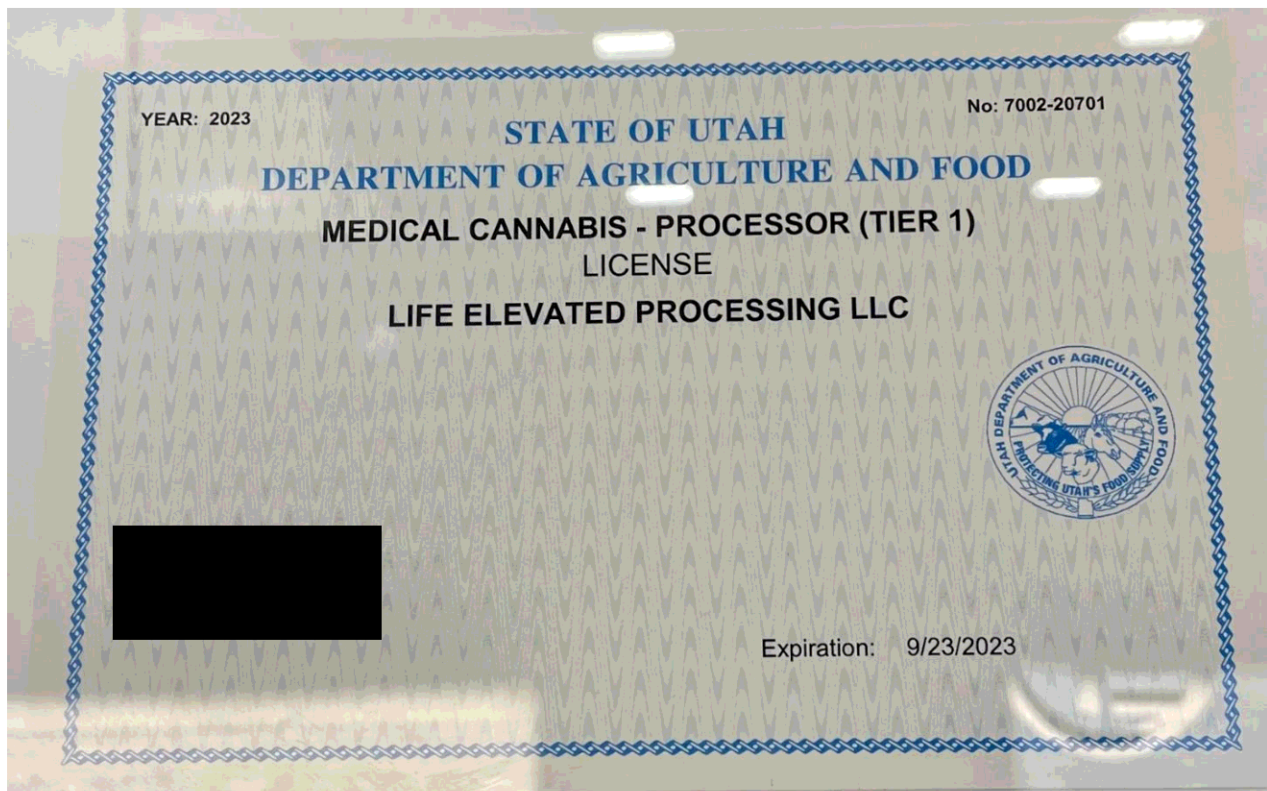 YEAR: 2023
No: 7002-20701
STATE OF UTAH
DEPARTMENT OF AGRICULTURE AND FOOD
MEDICAL CANNABIS - PROCESSOR (TIER 1)
LICENSE
LIFE ELEVATED PROCESSING LLC
UTAH DEPARTMENT OF AGRICULTURE AND FOOD
PROTECTING UTAH'S FOOD SUPPLY
Expiration: 9/23/2023